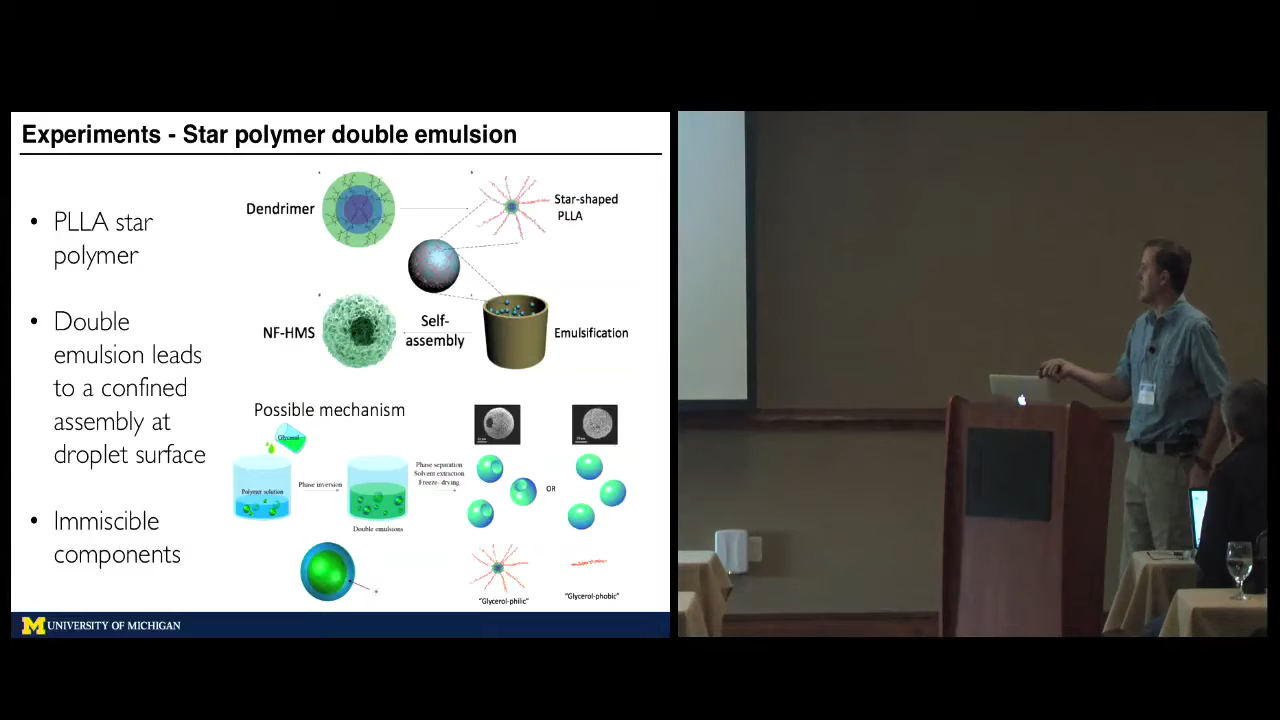 Experiments - Star polymer double emulsion
• PLLA star
polymer
• Double
emulsion leads
to a confined
assembly at
droplet surface
• Immiscible
components
Dendrimer
Star-shaped
PLLA
NF-HMS
Self-
assembly
Emulsification
Possible mechanism
Glycerol
Polymer solution
Phase inversion
Double emulsions
Phase separation
Solvent extraction
Freeze- drying
OR
"Glycerol-philic"
"Glycerol-phobic"
M UNIVERSITY OF MICHIGAN